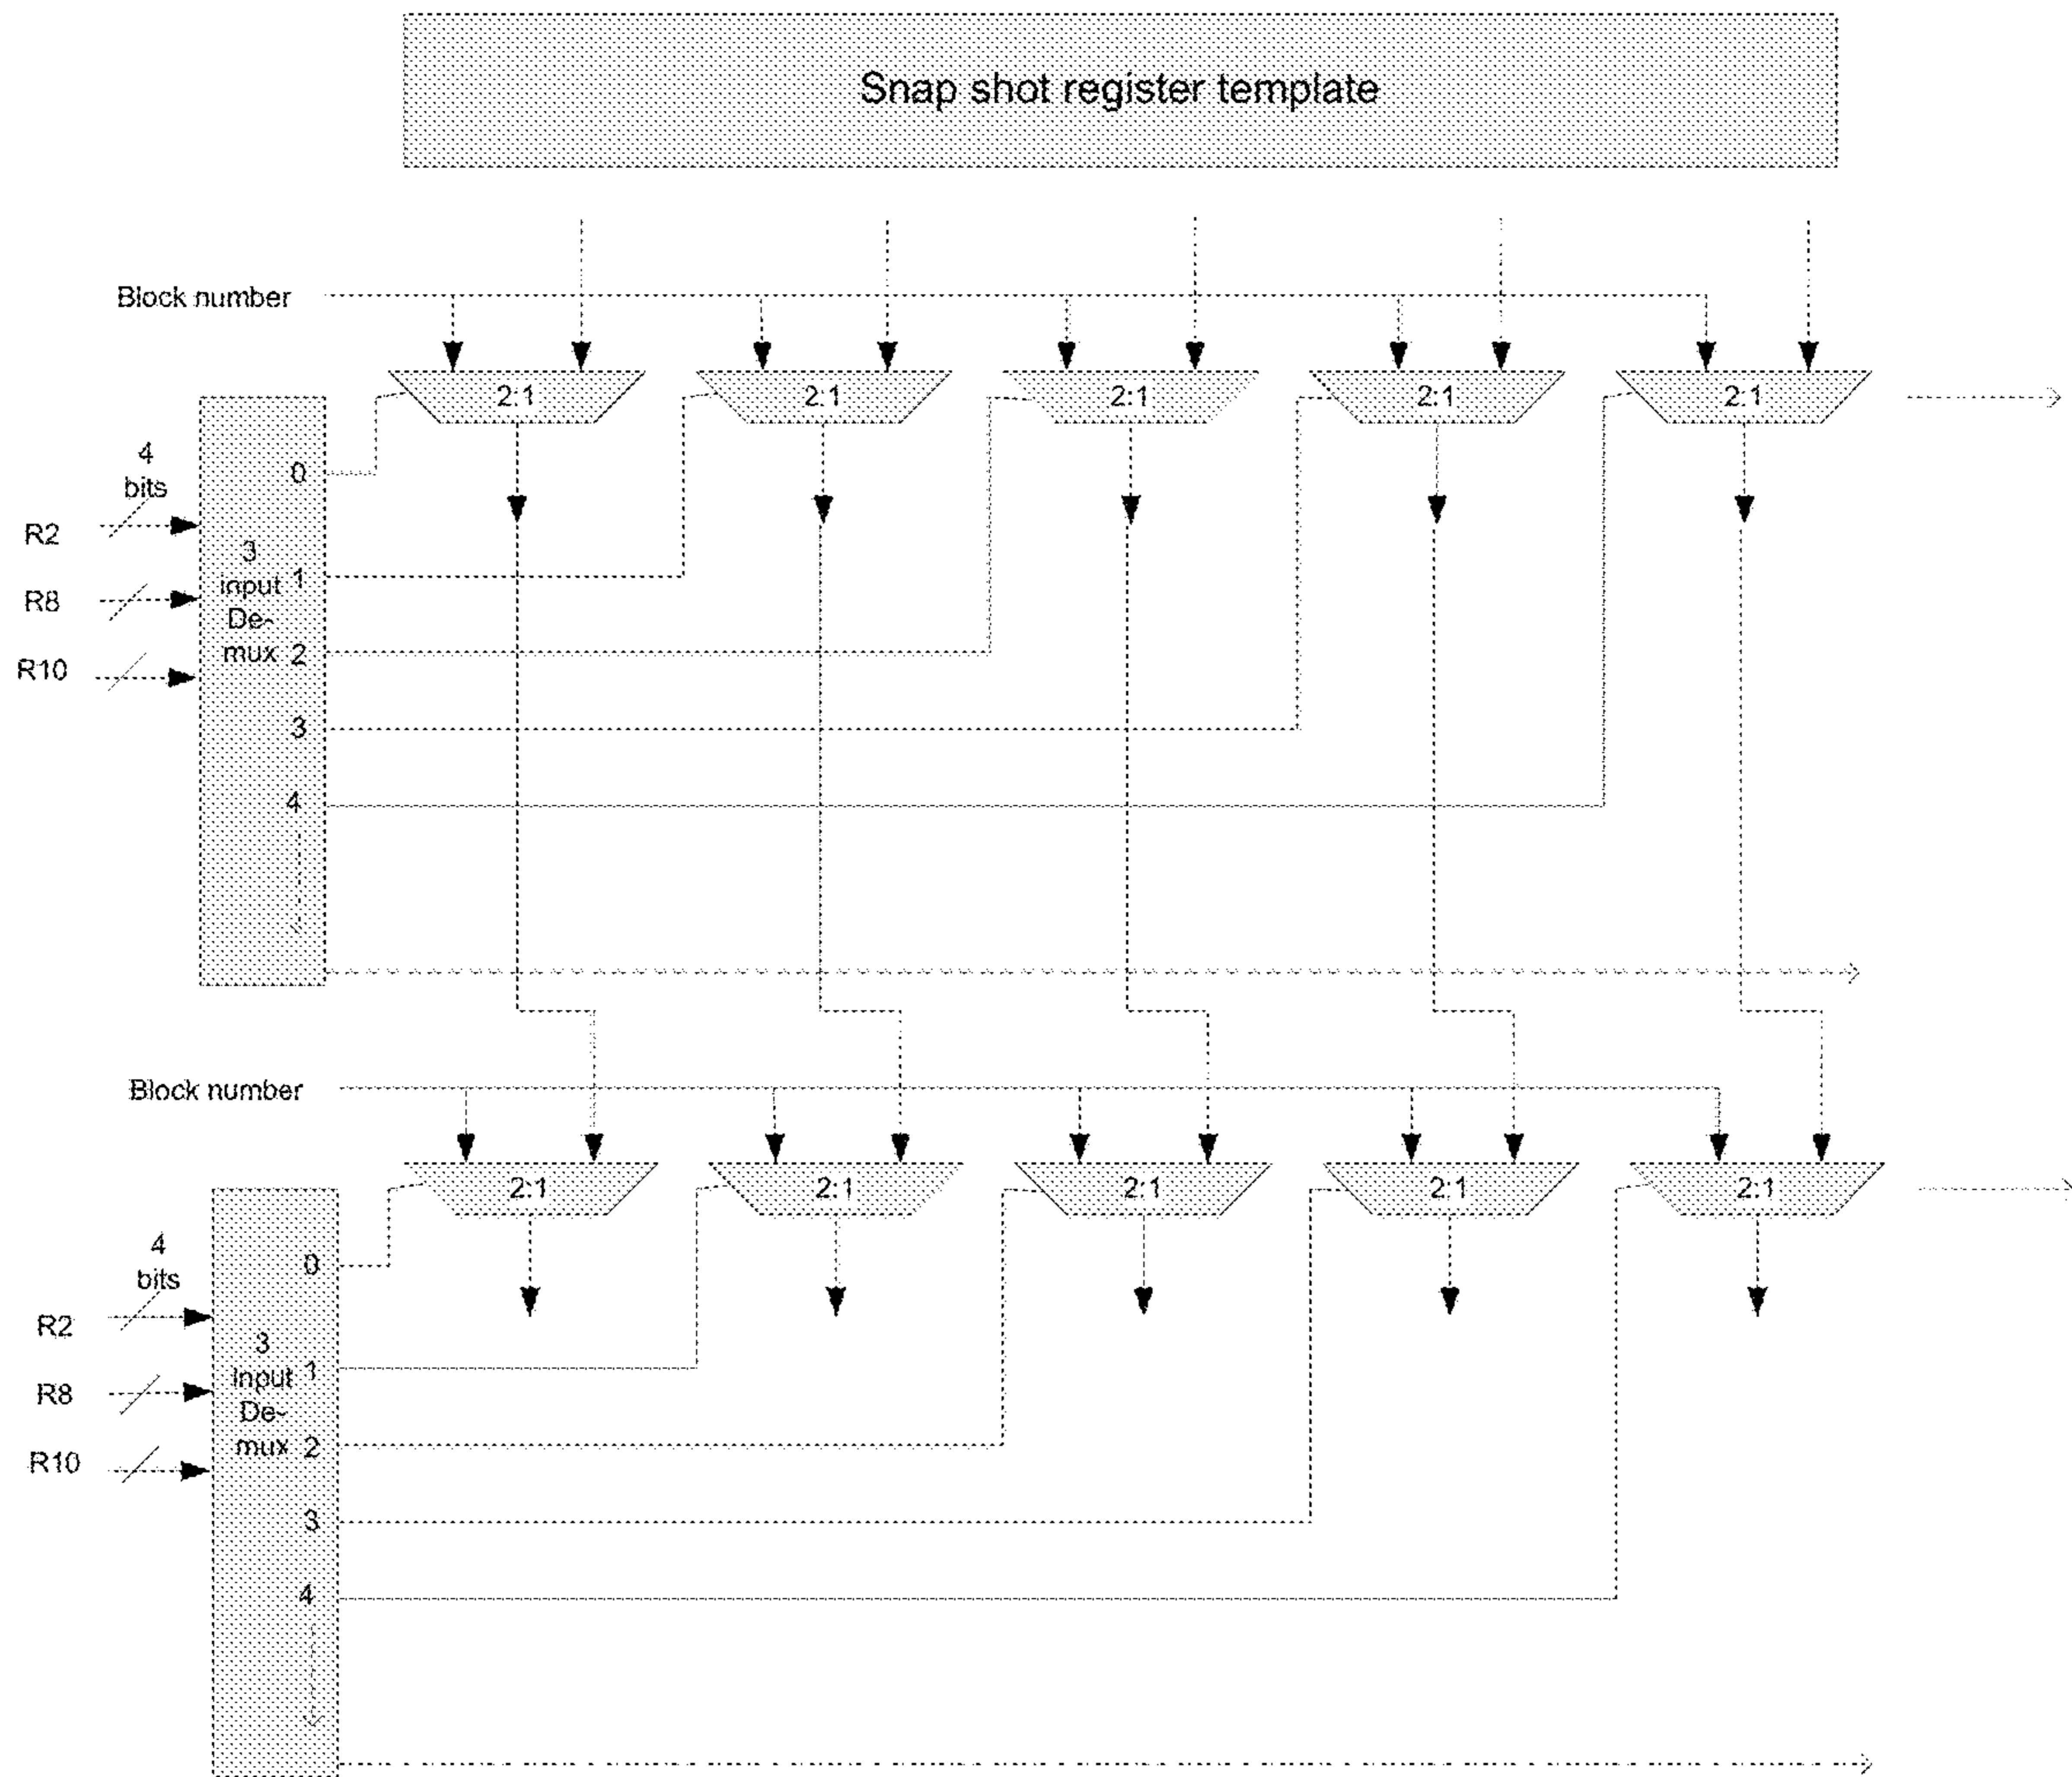 Snap shot register template
Block number
2:1 2:1 2:1 2:1 2:1
4
bits
0
R2
3
input 1
R8
De-
mux 2
R10
3
4
Block number
2:1 2:1 2:1 2:1 2:1
4
bits
0
R2
3
input 1
R8
De-
mux 2
R10
3
4